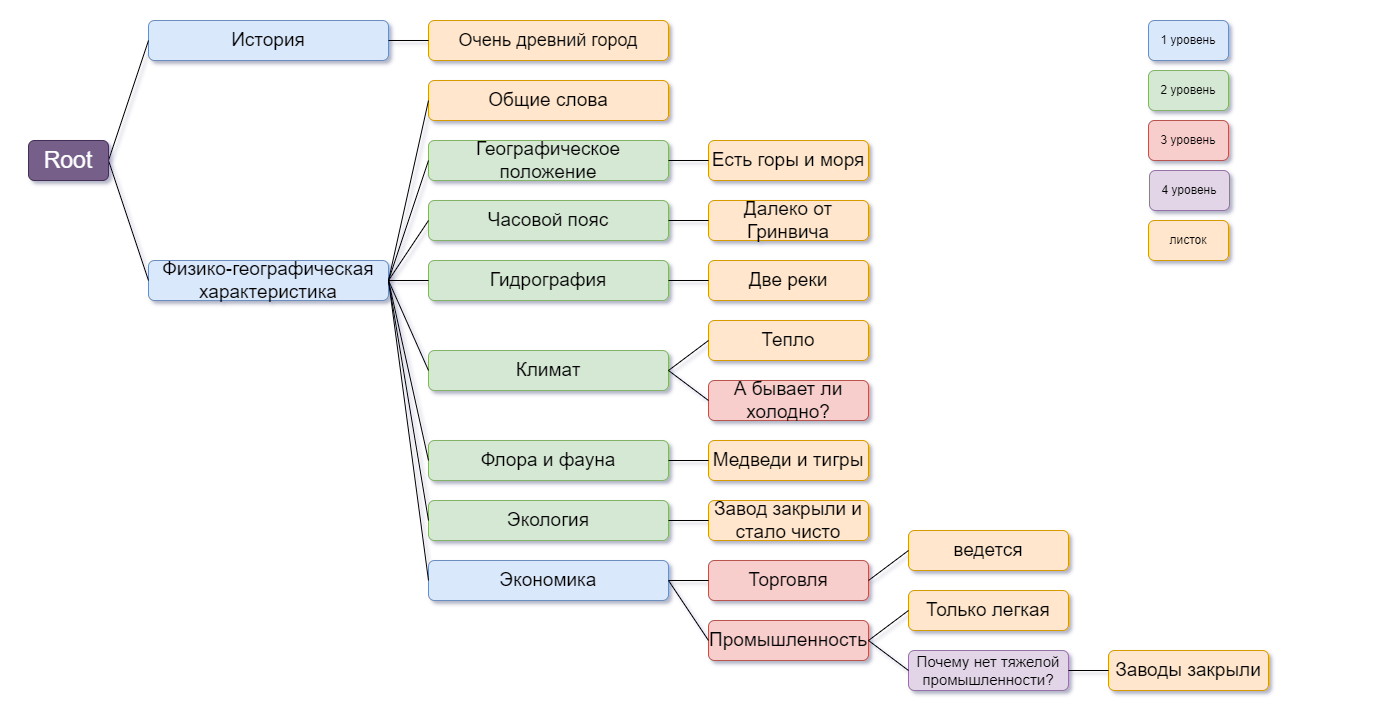 История
Очень древний город
1 уровень
Общие слова
2 уровень
Root
Географическое
положение
Есть горы и моря
3 уровень
4 уровень
Часовой пояс
Далеко от
Гринвича
листок
Физико-географическая
характеристика
Гидрография
Две реки
Тепло
Климат
А бывает ли
холодно?
Флора и фауна
Медведи и тигры
Экология
Завод закрыли и
стало чисто
ведется
Экономика
Торговля
Только легкая
Промышленность
Почему нет тяжелой
промышленности?
Заводы закрыли